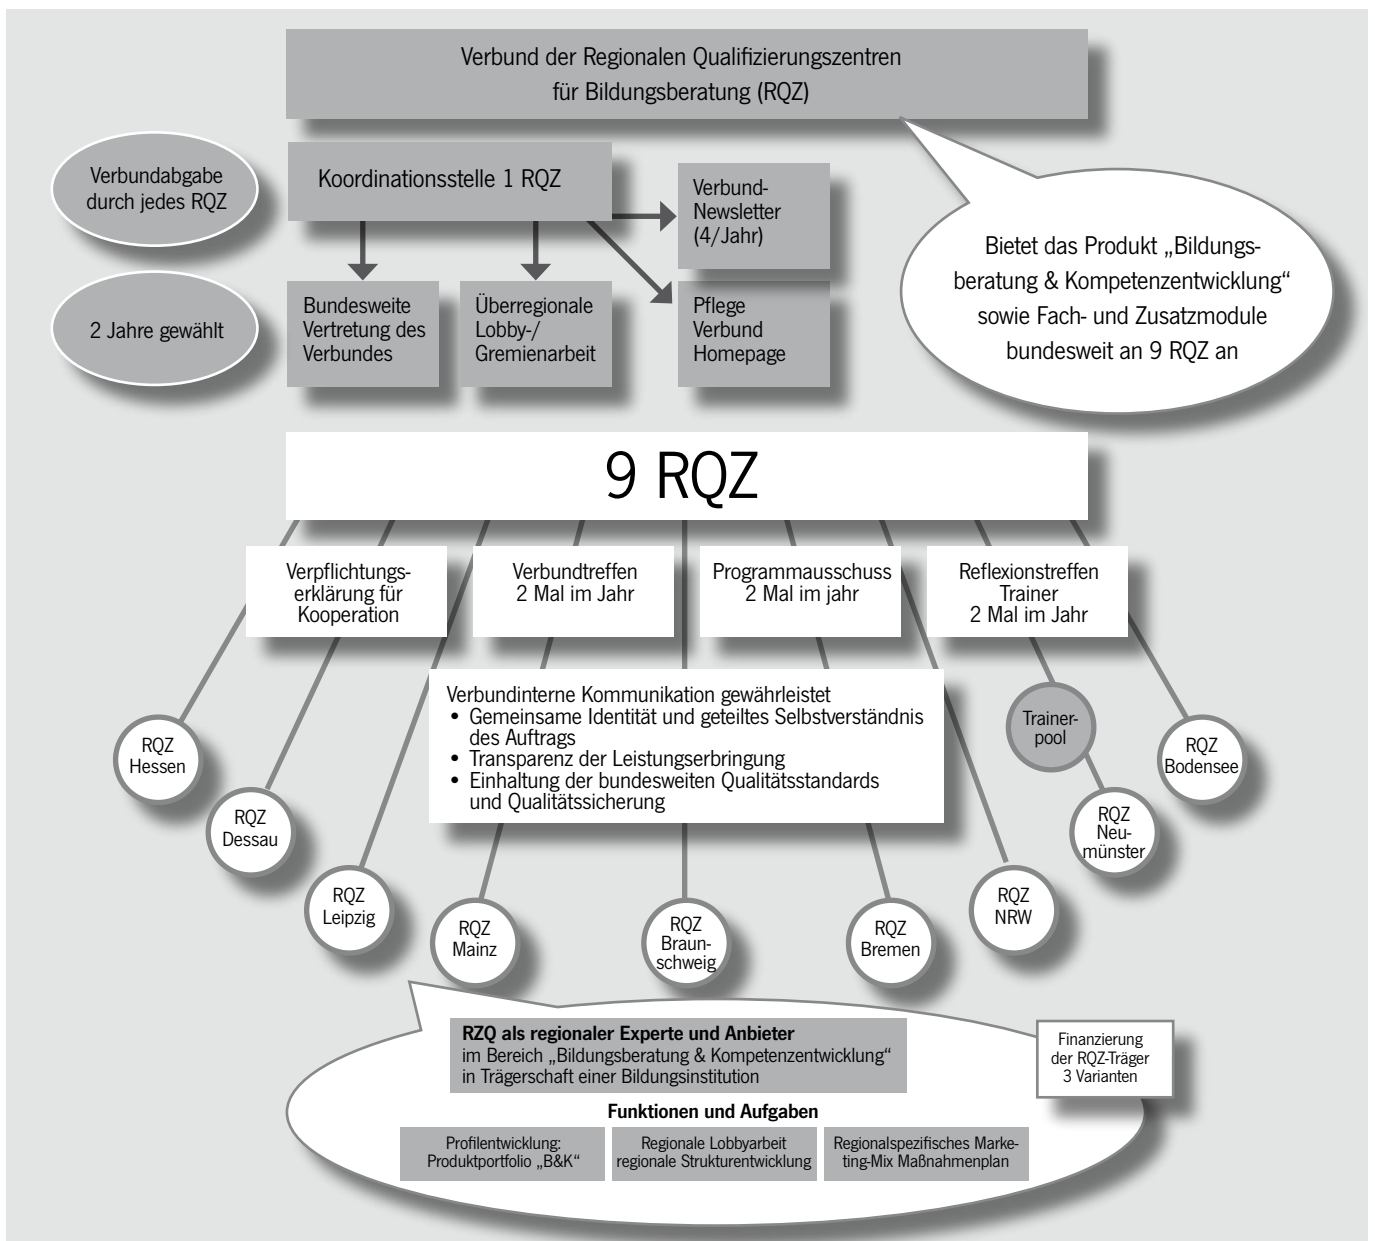 Verbund der Regionalen Qualifizierungszentren
für Bildungsberatung (RQZ)
Verbundabgabe
durch jedes RQZ
Koordinationsstelle 1 RQZ
Verbund-
Newsletter
(4/Jahr)
Bietet das Produkt „Bildungs-
beratung & Kompetenzentwicklung“
sowie Fach- und Zusatzmodule
bundesweit an 9 RQZ an
2 Jahre gewählt
Bundesweite
Vertretung des
Verbundes
Überregionale
Lobby-/
Gremienarbeit
Pflege
Verbund
Homepage
9 RQZ
Verpflichtungs-
erklärung für
Kooperation
Verbundtreffen
2 Mal im Jahr
Programmausschuss
2 Mal im jahr
Reflexionstreffen
Trainer
2 Mal im Jahr
Verbundinterne Kommunikation gewährleistet
• Gemeinsame Identität und geteiltes Selbstverständnis
des Auftrags
• Transparenz der Leistungserbringung
• Einhaltung der bundesweiten Qualitätsstandards
und Qualitätssicherung
Trainer-
pool
RQZ
Hessen
RQZ
Dessau
RQZ
Leipzig
RQZ
Mainz
RQZ
Braun-
schweig
RQZ
Bremen
RQZ
NRW
RQZ
Neu-
münster
RQZ
Bodensee
RZQ als regionaler Experte und Anbieter
im Bereich „Bildungsberatung & Kompetenzentwicklung“
in Trägerschaft einer Bildungsinstitution
Finanzierung
der RQZ-Träger
3 Varianten
Funktionen und Aufgaben
Profilentwicklung:
Produktportfolio „B&K“
Regionale Lobbyarbeit
regionale Strukturentwicklung
Regionalspezifisches Marke-
ting-Mix Maßnahmenplan